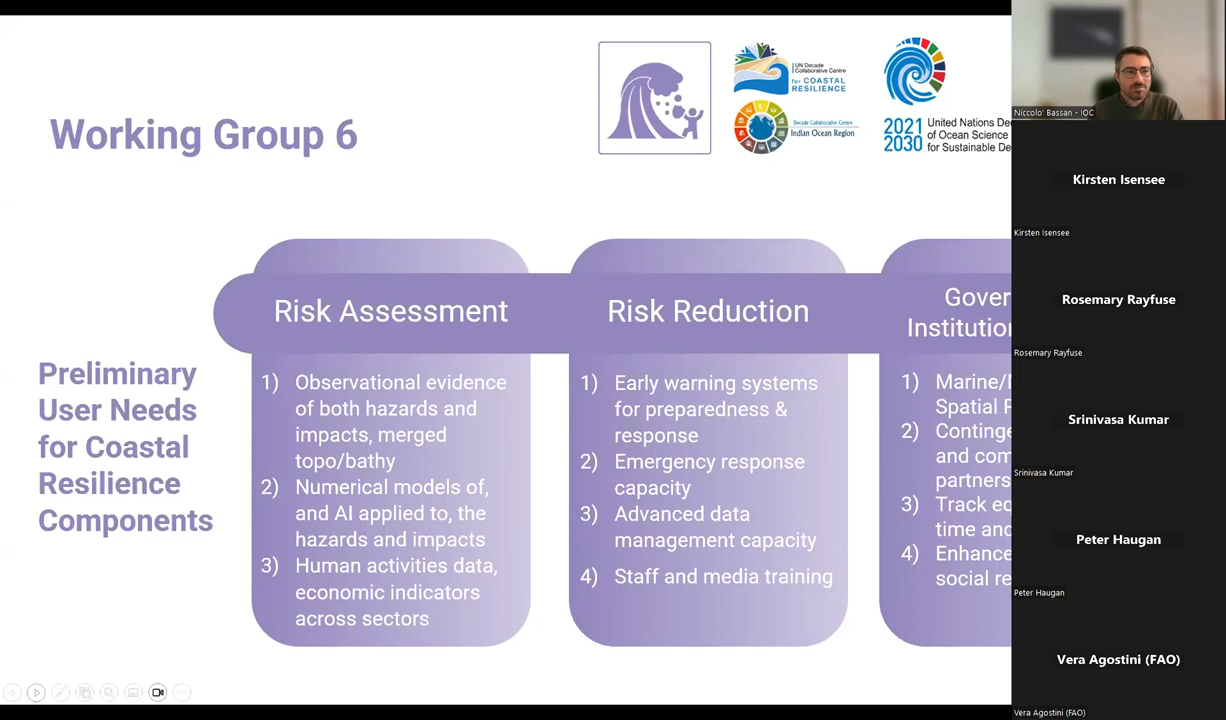 Working Group 6
UN Decade
Collaborative Centre
for COASTAL
RESILIENCE
Decade Collaborative Centre
Indian Ocean Region
2021
2030
United Nations De
of Ocean Science
for Sustainable De
Preliminary
User Needs
for Coastal
Resilience
Components
Risk Assessment
1) Observational evidence
of both hazards and
impacts, merged
topo/bathy
2) Numerical models of,
and AI applied to, the
hazards and impacts
3) Human activities data,
economic indicators
across sectors
Risk Reduction
1) Early warning systems
for preparedness &
response
2) Emergency response
capacity
3) Advanced data
management capacity
4) Staff and media training
Gover
Institution
1) Marine/
Spatial
2) Continge
and com
partners
3) Track eq
time and
4) Enhance
social re
Niccolo' Bassan - IOC
Kirsten Isensee
Kirsten Isensee
Rosemary Rayfuse
Rosemary Rayfuse
Srinivasa Kumar
Srinivasa Kumar
Peter Haugan
Peter Haugan
Vera Agostini (FAO)
Vera Agostini (FAO)